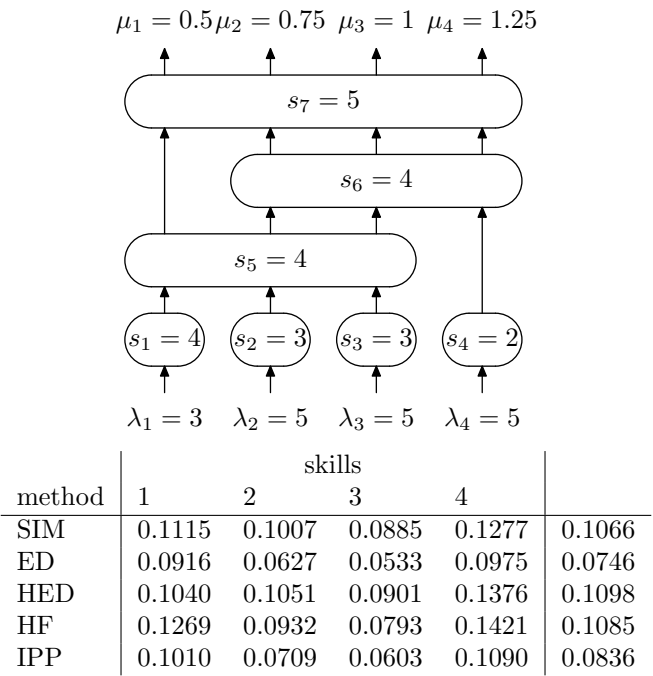 μ₁ = 0.5 μ₂ = 0.75 μ₃ = 1 μ₄ = 1.25
s₇ = 5
s₆ = 4
s₅ = 4
s₁ = 4 s₂ = 3 s₃ = 3 s₄ = 2
λ₁ = 3 λ₂ = 5 λ₃ = 5 λ₄ = 5
skills
method 1 2 3 4
SIM 0.1115 0.1007 0.0885 0.1277 0.1066
ED 0.0916 0.0627 0.0533 0.0975 0.0746
HED 0.1040 0.1051 0.0901 0.1376 0.1098
HF 0.1269 0.0932 0.0793 0.1421 0.1085
IPP 0.1010 0.0709 0.0603 0.1090 0.0836